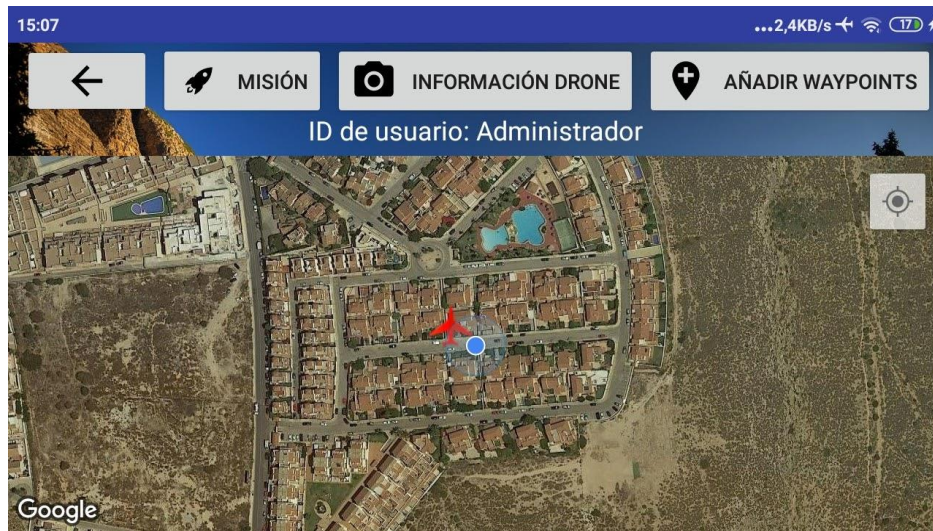 15:07
...2,4KB/s 17
MISIÓN
INFORMACIÓN DRONE
AÑADIR WAYPOINTS
ID de usuario: Administrador
Google